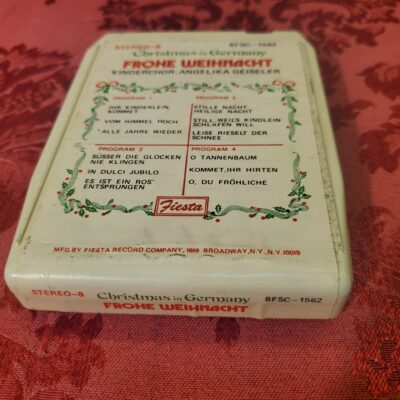 STEREO-8 8FSC-1562
Christmas in Germany
FROHE WEIHNACHT
KINDERCHOR ANGELIKA GEISELER
PROGRAM 1
IHR KINDERLEIN,
KOMMET
VOM HIMMEL HOCH
ALLE JAHRE WIEDER
PROGRAM 3
STILLE NACHT
HEILIGE NACHT
STILL, WEIL'S KINDLEIN
SCHLAFEN WILL
LEISE RIESELT DER
SCHNEE
PROGRAM 2
SÜSSER DIE GLOCKEN
NIE KLINGEN
IN DULCI JUBILO
ES IST EIN ROS'
ENTSPRUNGEN
PROGRAM 4
O TANNENBAUM
KOMMET, IHR HIRTEN
O, DU FRÖHLICHE
Fiesta
MFG. BY FIESTA RECORD COMPANY, 1619 BROADWAY, N.Y., N.Y. 10019
STEREO-8 Christmas in Germany 8FSC-1562
FROHE WEIHNACHT